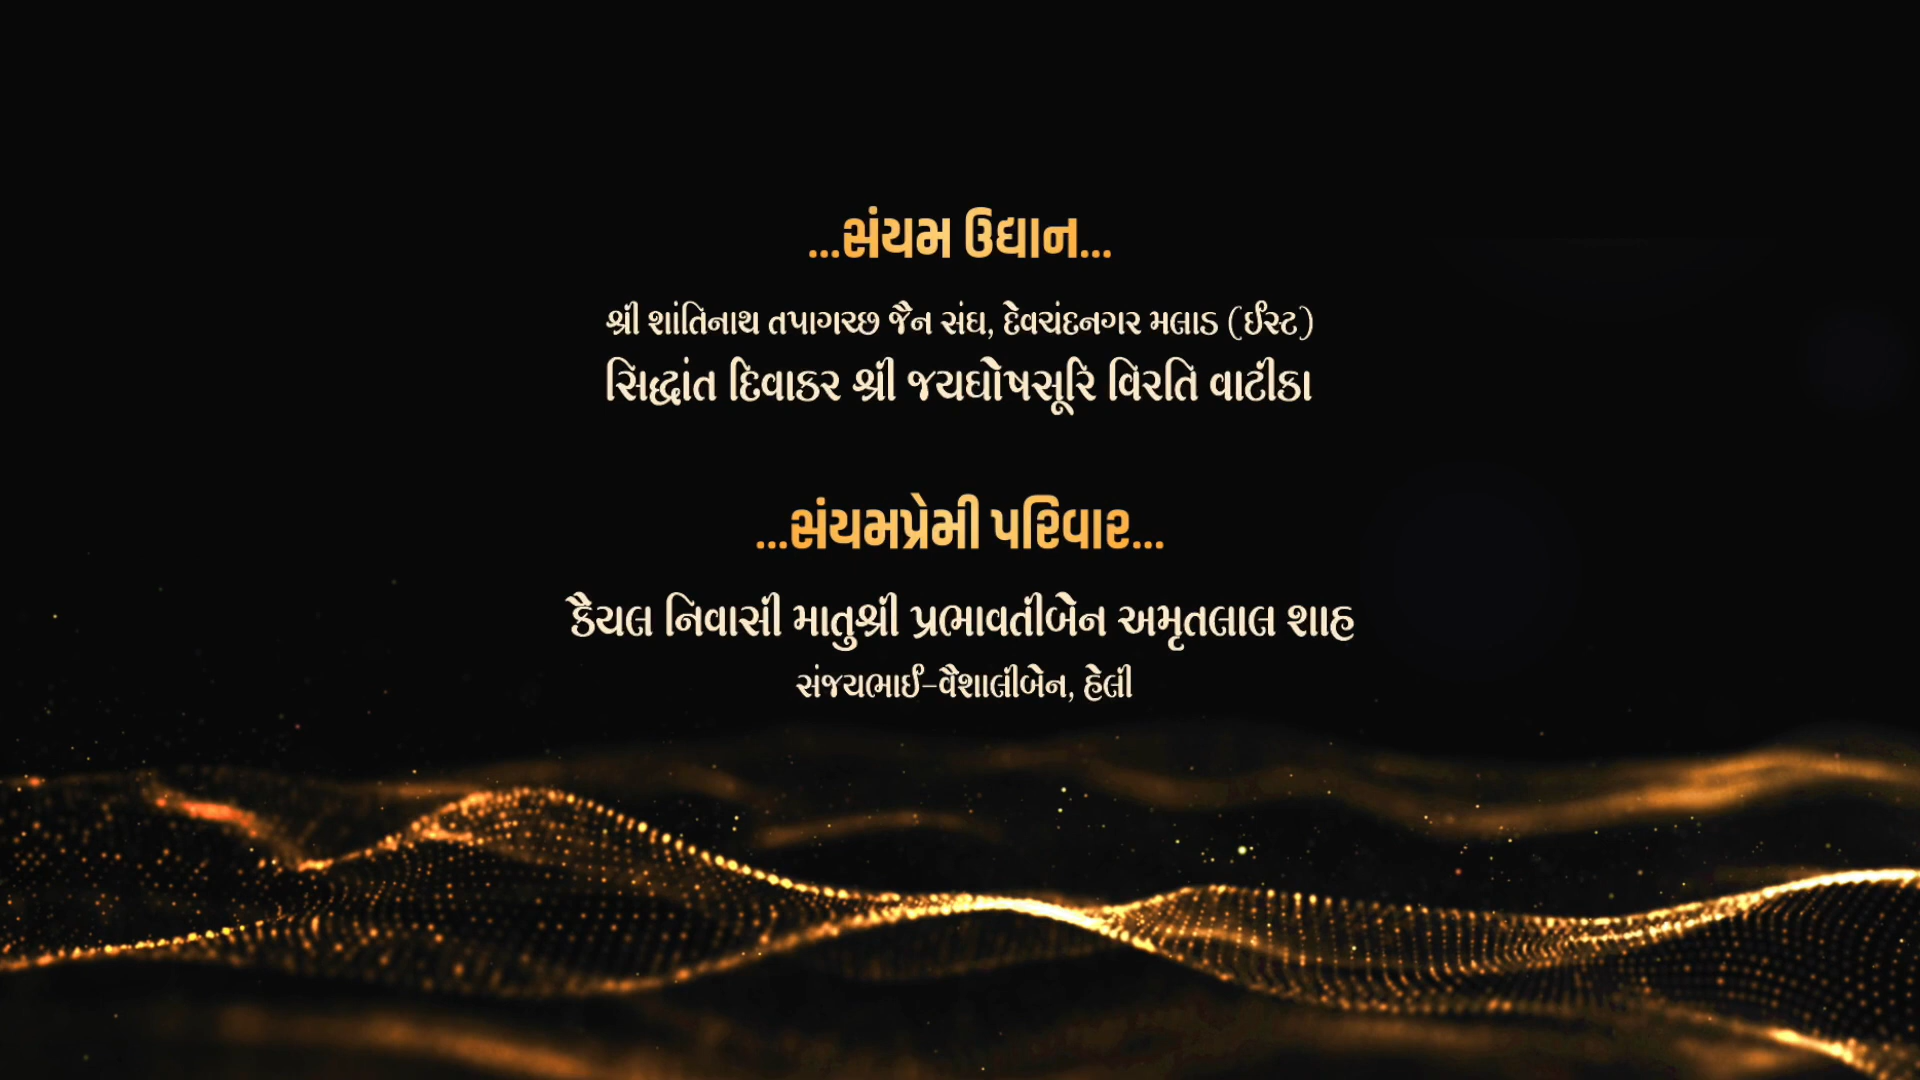 ...સંયમ ઉદ્યાન...
શ્રી શાંતિનાથ તપાગચ્છ જૈન સંઘ, દેવચંદનગર મલાડ (ઈસ્ટ)
સિદ્ધાંત દિવાકર શ્રી જયઘોષસૂરિ વિરતિ વાટીકા
...સંયમપ્રેમી પરિવાર...
કૈયલ નિવાસી માતુશ્રી પ્રભાવતીબેન અમૃતલાલ શાહ
સંજયભાઈ-વૈશાલીબેન, હેલી